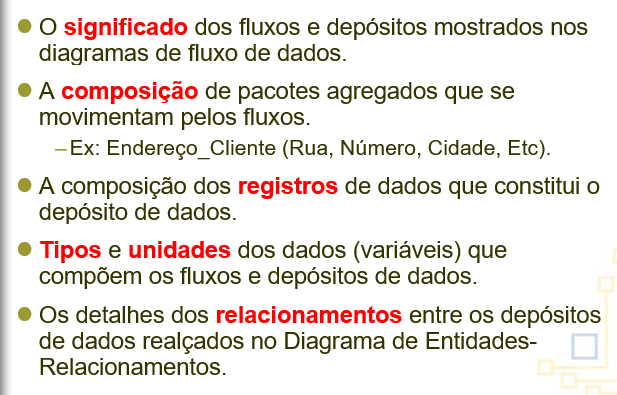 O significado dos fluxos e depósitos mostrados nos
diagramas de fluxo de dados.
A composição de pacotes agregados que se
movimentam pelos fluxos.
–Ex: Endereço_Cliente (Rua, Número, Cidade, Etc).
A composição dos registros de dados que constitui o
depósito de dados.
Tipos e unidades dos dados (variáveis) que
compõem os fluxos e depósitos de dados.
Os detalhes dos relacionamentos entre os depósitos
de dados realçados no Diagrama de Entidades-
Relacionamentos.